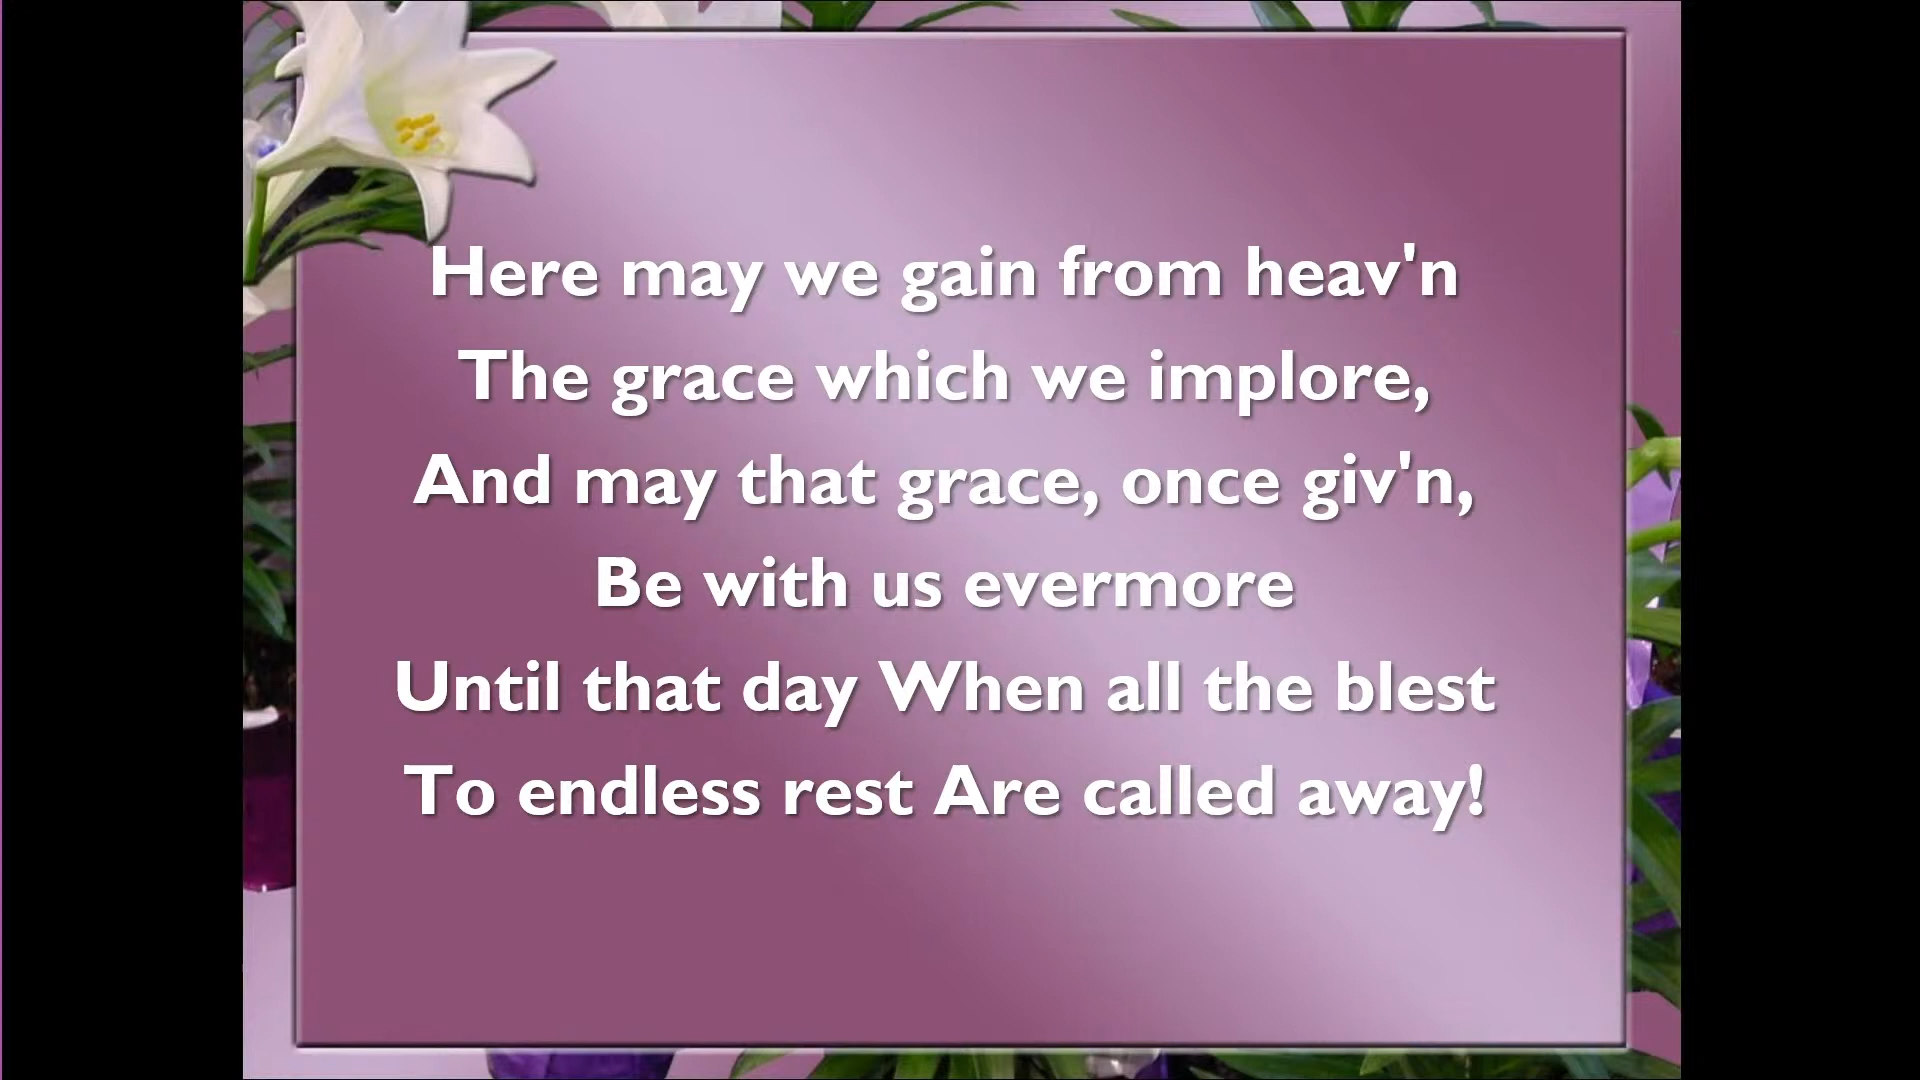 Here may we gain from heav'n
The grace which we implore,
And may that grace, once giv'n,
Be with us evermore
Until that day When all the blest
To endless rest Are called away!